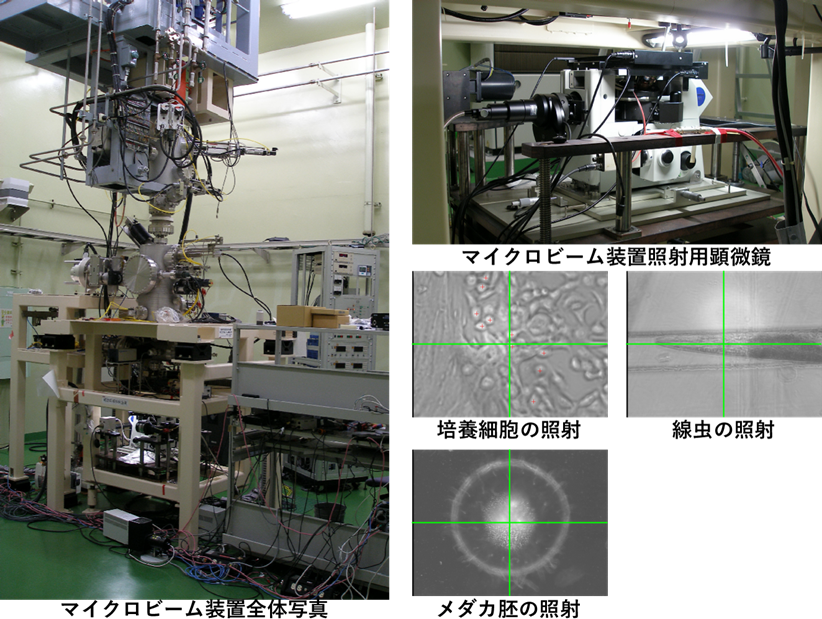 マイクロビーム装置照射用顕微鏡
培養細胞の照射
線虫の照射
マイクロビーム装置全体写真
メダカ胚の照射